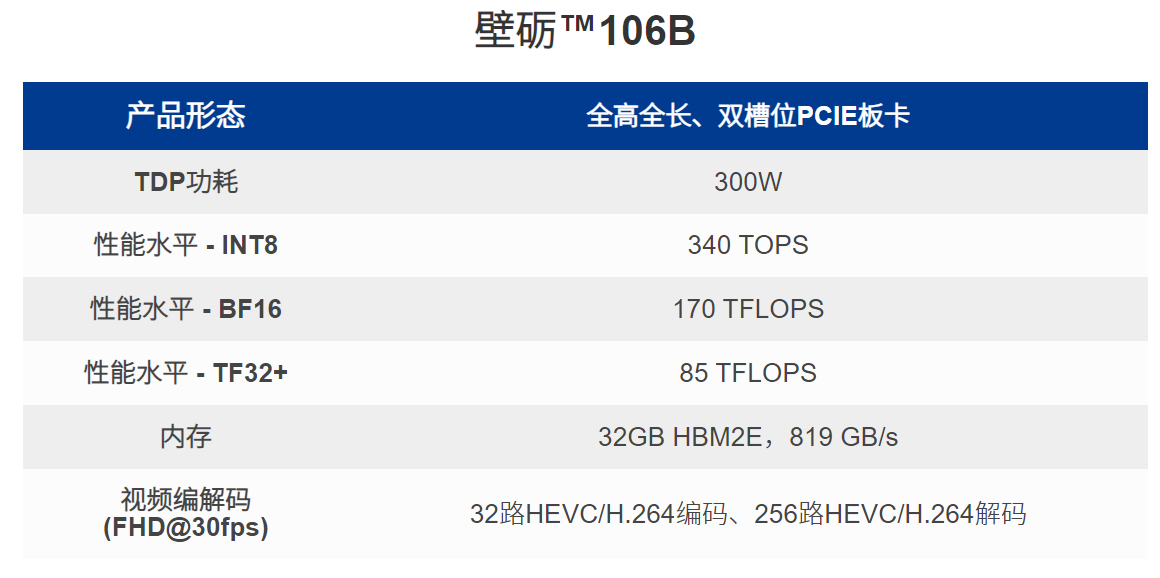 壁砺™106B
产品形态 全高全长、双槽位PCIE板卡
TDP功耗 300W
性能水平 - INT8 340 TOPS
性能水平 - BF16 170 TFLOPS
性能水平 - TF32+ 85 TFLOPS
内存 32GB HBM2E，819 GB/s
视频编解码
(FHD@30fps) 32路HEVC/H.264编码、256路HEVC/H.264解码